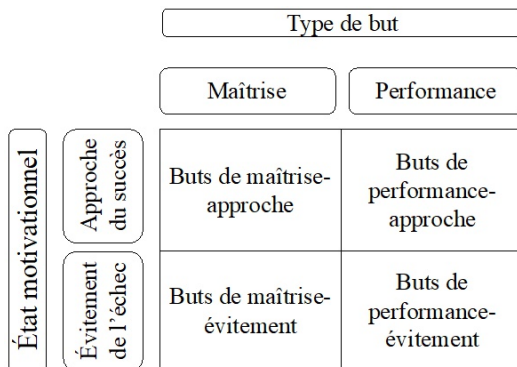 Type de but
Maîtrise
Performance
État motivationnel
Approche
du succès
Buts de maîtrise-
approche
Buts de
performance-
approche
Évitement
de l'échec
Buts de maîtrise-
évitement
Buts de
performance-
évitement